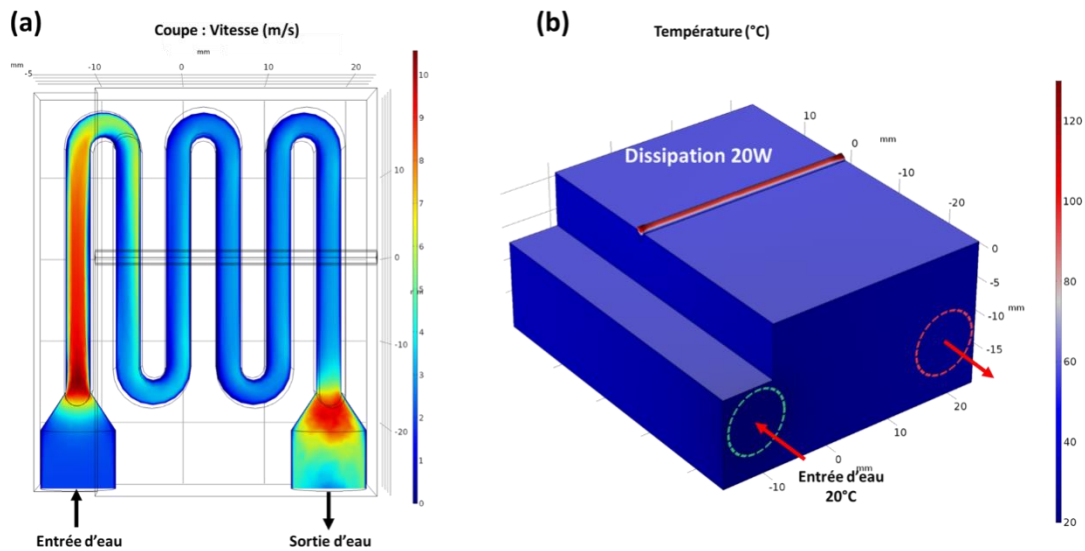 (a)
Coupe : Vitesse (m/s)
mm
mm
-5
-10
0
10
20
10
0
-10
-20
10
9
8
7
6
5
4
3
2
1
0
Entrée d'eau
Sortie d'eau
(b)
Température (°C)
Dissipation 20W
10
0
mm
-10
-20
0
-5
-10
mm
-15
20
10
0
mm
-10
Entrée d'eau
20°C
120
100
80
60
40
20